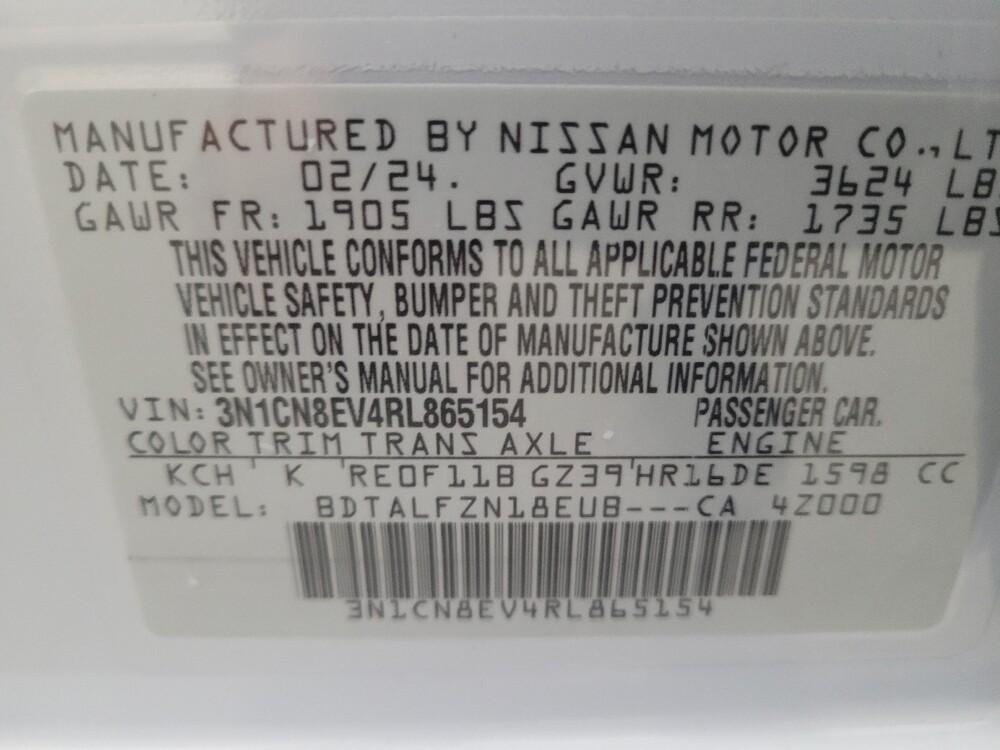 MANUFACTURED BY NISSAN MOTOR CO., LT
DATE: 02/24. GVWR: 3624 LB
GAWR FR: 1905 LBS GAWR RR: 1735 LBS
THIS VEHICLE CONFORMS TO ALL APPLICABLE FEDERAL MOTOR
VEHICLE SAFETY, BUMPER AND THEFT PREVENTION STANDARDS
IN EFFECT ON THE DATE OF MANUFACTURE SHOWN ABOVE.
SEE OWNER'S MANUAL FOR ADDITIONAL INFORMATION.
VIN: 3N1CN8EV4RL865154 PASSENGER CAR.
COLOR TRIM TRANS AXLE ENGINE
KCH ' K 'RE0F11B GZ39'HR16DE 1598 CC
MODEL: BDTALFZN18EUB---CA 4Z000
3N1CN8EV4RL865154